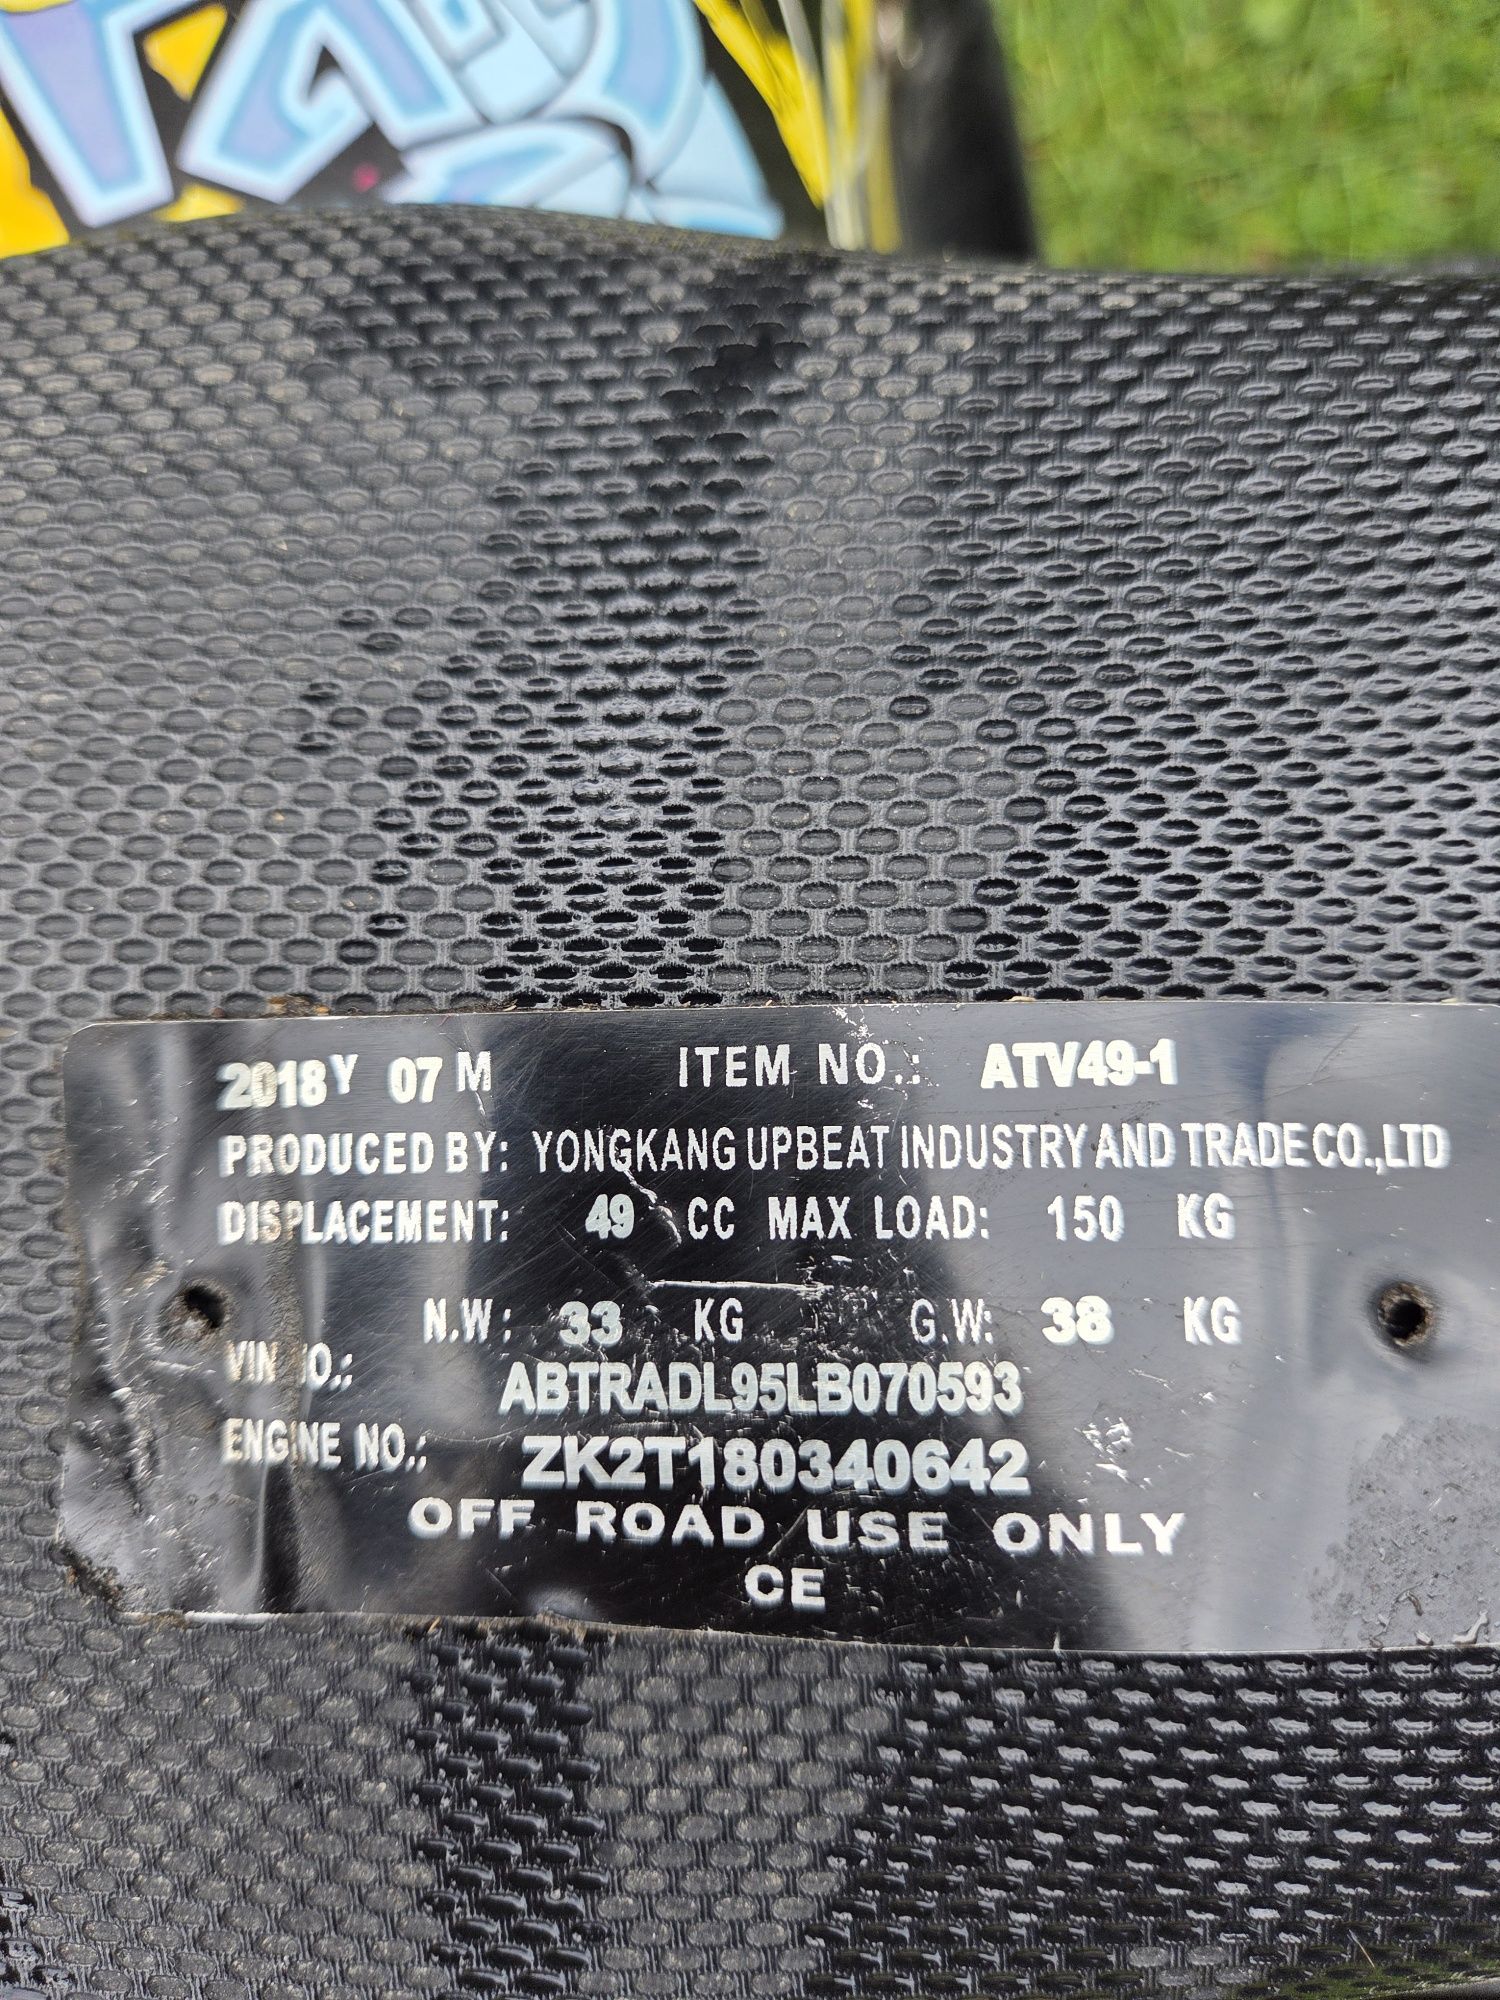 2018Y 07 M ITEM NO.: ATV49-1
PRODUCED BY: YONGKANG UPBEAT INDUSTRY AND TRADE CO.,LTD
DISPLACEMENT: 49 CC MAX LOAD: 150 KG
N.W: 33 KG G.W: 38 KG
VIN NO.: ABTRADL95LB070593
ENGINE NO.: ZK2T180340642
OFF ROAD USE ONLY
CE